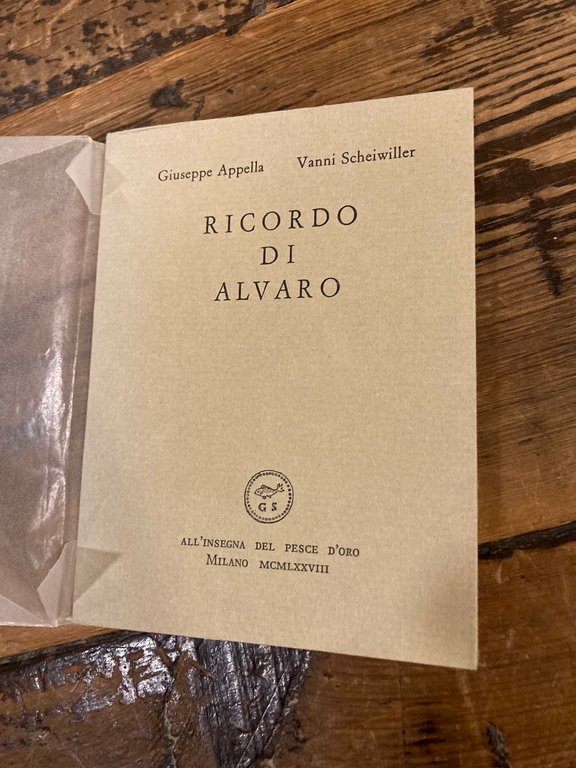 Giuseppe Appella Vanni Scheiwiller
RICORDO
DI
ALVARO
G S
ALL'INSEGNA DEL PESCE D'ORO
MILANO MCMLXXVIII